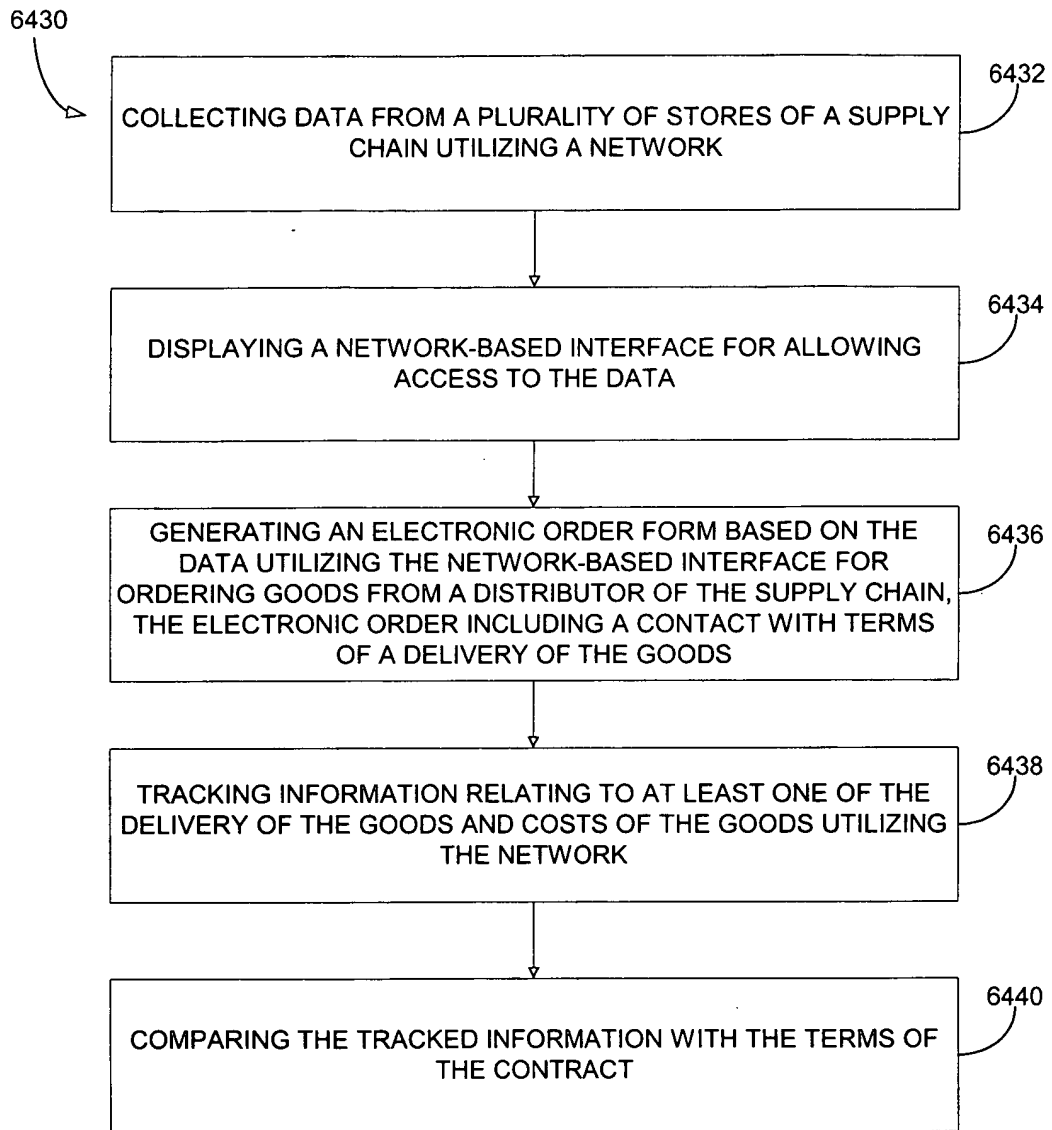 6430
6432
COLLECTING DATA FROM A PLURALITY OF STORES OF A SUPPLY
CHAIN UTILIZING A NETWORK
6434
DISPLAYING A NETWORK-BASED INTERFACE FOR ALLOWING
ACCESS TO THE DATA
6436
GENERATING AN ELECTRONIC ORDER FORM BASED ON THE
DATA UTILIZING THE NETWORK-BASED INTERFACE FOR
ORDERING GOODS FROM A DISTRIBUTOR OF THE SUPPLY CHAIN,
THE ELECTRONIC ORDER INCLUDING A CONTACT WITH TERMS
OF A DELIVERY OF THE GOODS
6438
TRACKING INFORMATION RELATING TO AT LEAST ONE OF THE
DELIVERY OF THE GOODS AND COSTS OF THE GOODS UTILIZING
THE NETWORK
6440
COMPARING THE TRACKED INFORMATION WITH THE TERMS OF
THE CONTRACT